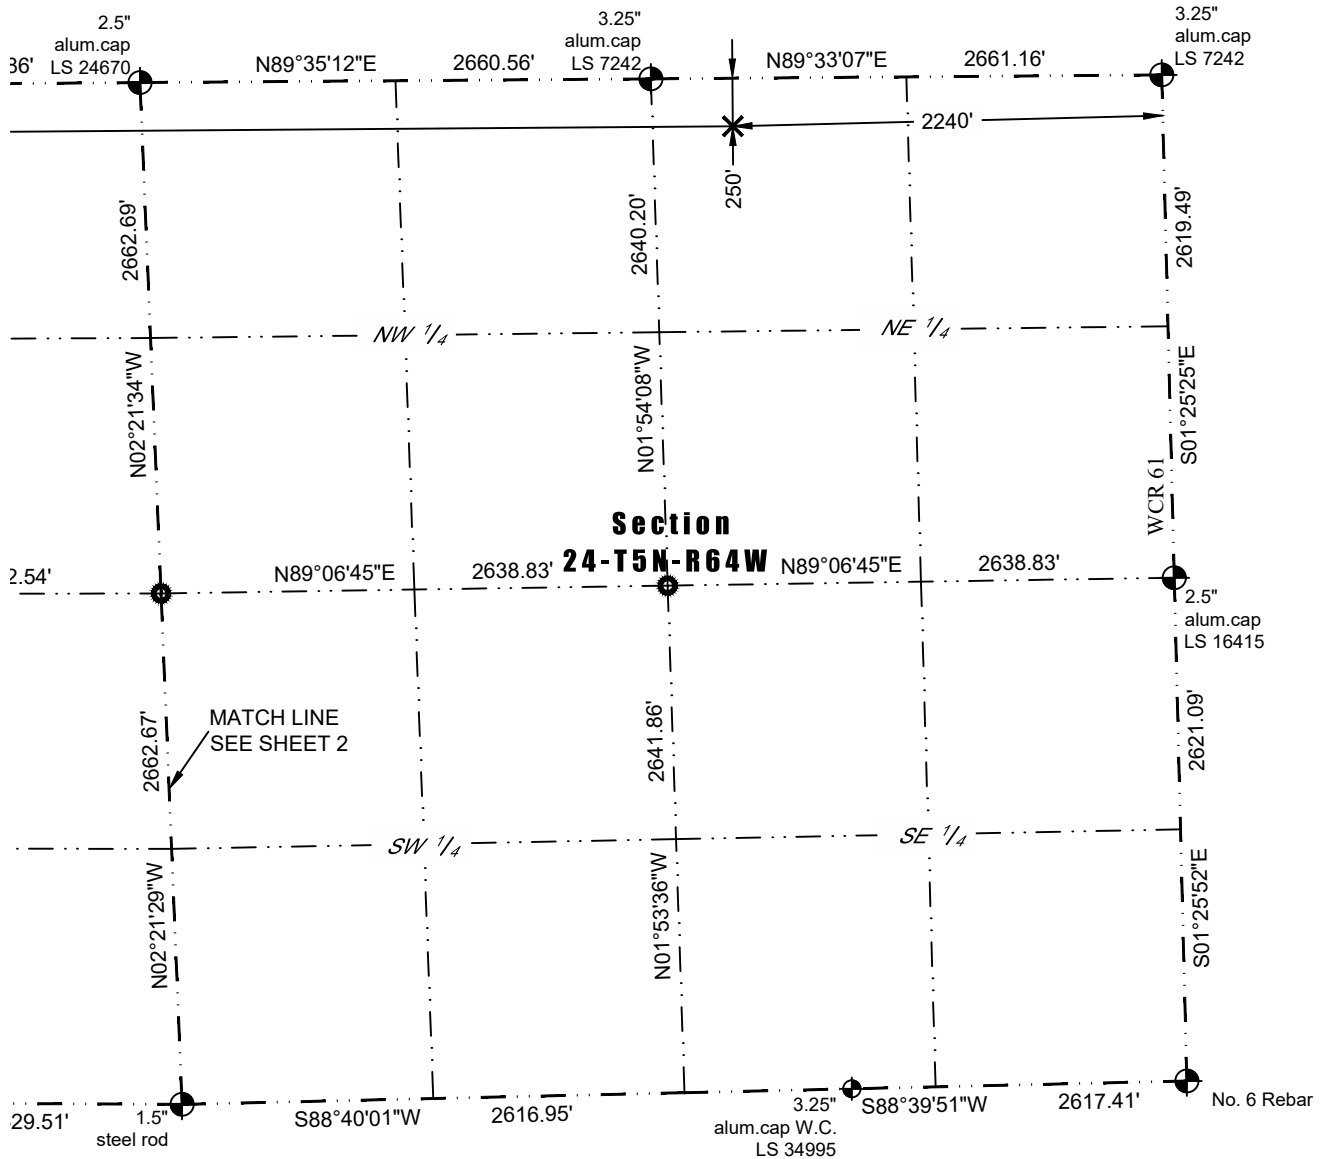 2.5"
alum.cap
LS 24670
3.25"
alum.cap
LS 7242
3.25"
alum.cap
LS 7242
36'
N89°35'12"E
2660.56'
N89°33'07"E
2661.16'
2240'
250'
2662.69'
2640.20'
2619.49'
NW 1/4
NE 1/4
N02°21'34"W
N01°54'08"W
S01°25'25"E
WCR 61
Section
24-T5N-R64W
2.54'
N89°06'45"E
2638.83'
N89°06'45"E
2638.83'
2.5"
alum.cap
LS 16415
MATCH LINE
SEE SHEET 2
2662.67'
2641.86'
2621.09'
SW 1/4
SE 1/4
N02°21'29"W
N01°53'36"W
S01°25'52"E
29.51'
1.5"
steel rod
S88°40'01"W
2616.95'
3.25"
alum.cap W.C.
LS 34995
S88°39'51"W
2617.41'
No. 6 Rebar